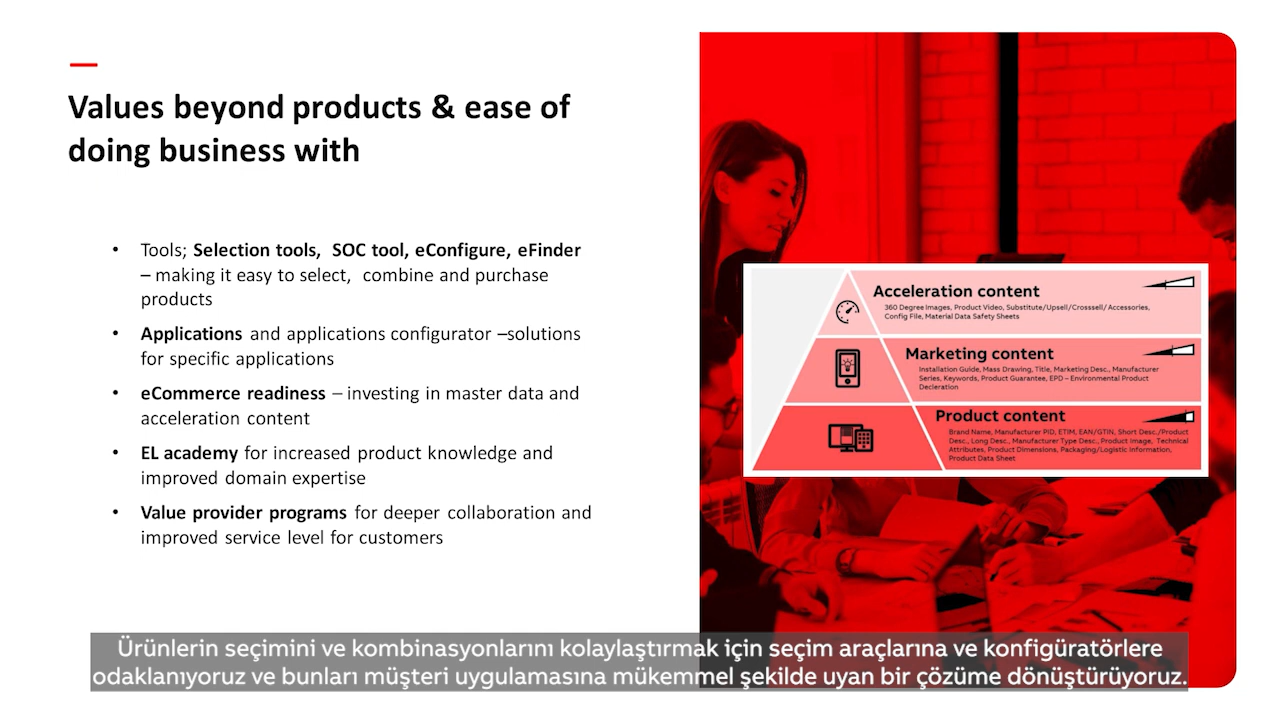 Values beyond products & ease of
doing business with
• Tools; Selection tools, SOC tool, eConfigure, eFinder
– making it easy to select, combine and purchase
products
• Applications and applications configurator –solutions
for specific applications
• eCommerce readiness – investing in master data and
acceleration content
• EL academy for increased product knowledge and
improved domain expertise
• Value provider programs for deeper collaboration and
improved service level for customers
Acceleration content
360 Degree Images, Product Video, Substitute/Upsell/Crosssell/Accessories,
Config File, Material Data Safety Sheets
Marketing content
Installation Guide, Mass Drawing, Title, Marketing Desc., Manufacturer
Series, Keywords, Product Guarantee, EPD – Environmental Product
Decleration
Product content
Brand Name, Manufacturer PID, ETIM, EAN/GTIN, Short Desc./Product
Desc., Long Desc., Manufacturer Type Desc., Product Image, Technical
Attributes, Product Dimensions, Packaging/Logistic Information,
Product Data Sheet
Ürünlerin seçimini ve kombinasyonlarını kolaylaştırmak için seçim araçlarına ve konfigüratörlere
odaklanıyoruz ve bunları müşteri uygulamasına mükemmel şekilde uyan bir çözüme dönüştürüyoruz.